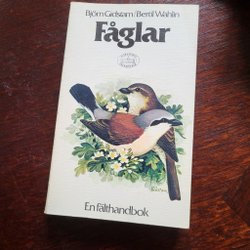 Björn Gidstam/Bertil Wahlin
Fåglar
En fälthandbok